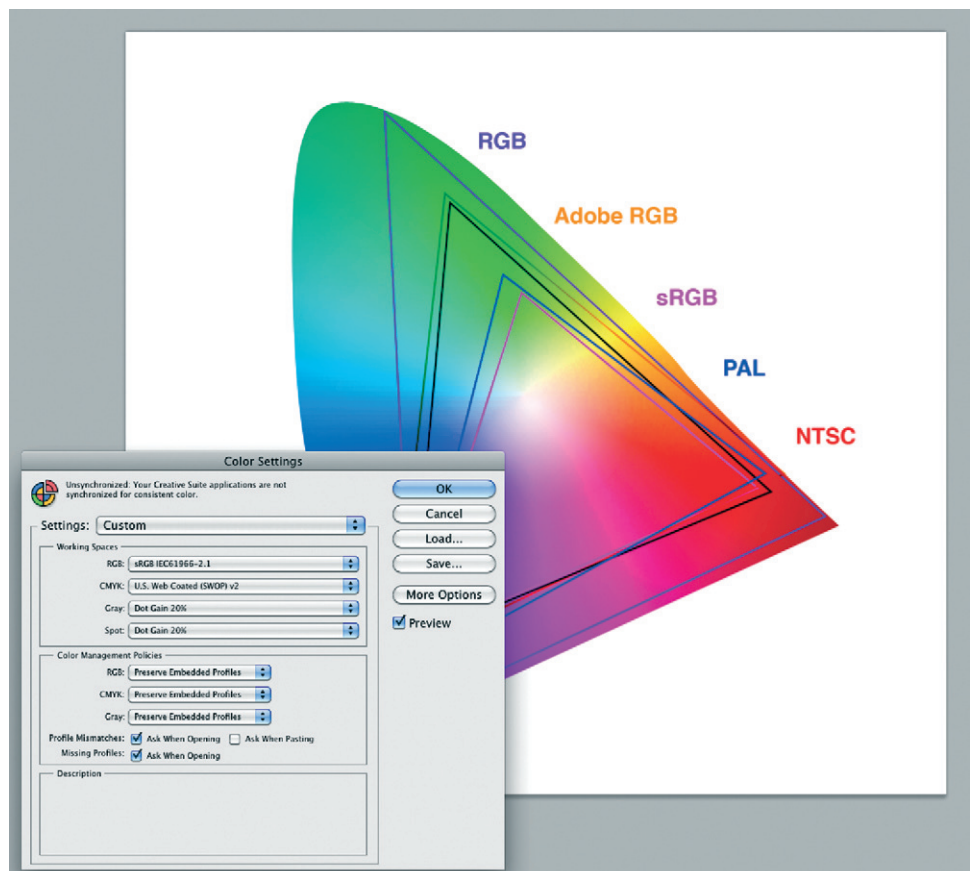 RGB
Adobe RGB
sRGB
PAL
NTSC
Color Settings
Unsynchronized: Your Creative Suite applications are not
synchronized for consistent color.
Settings: Custom
Working Spaces
RGB: sRGB IEC61966-2.1
CMYK: U.S. Web Coated (SWOP) v2
Gray: Dot Gain 20%
Spot: Dot Gain 20%
Color Management Policies
RGB: Preserve Embedded Profiles
CMYK: Preserve Embedded Profiles
Gray: Preserve Embedded Profiles
Profile Mismatches: Ask When Opening Ask When Pasting
Missing Profiles: Ask When Opening
Description
OK
Cancel
Load...
Save...
More Options
Preview